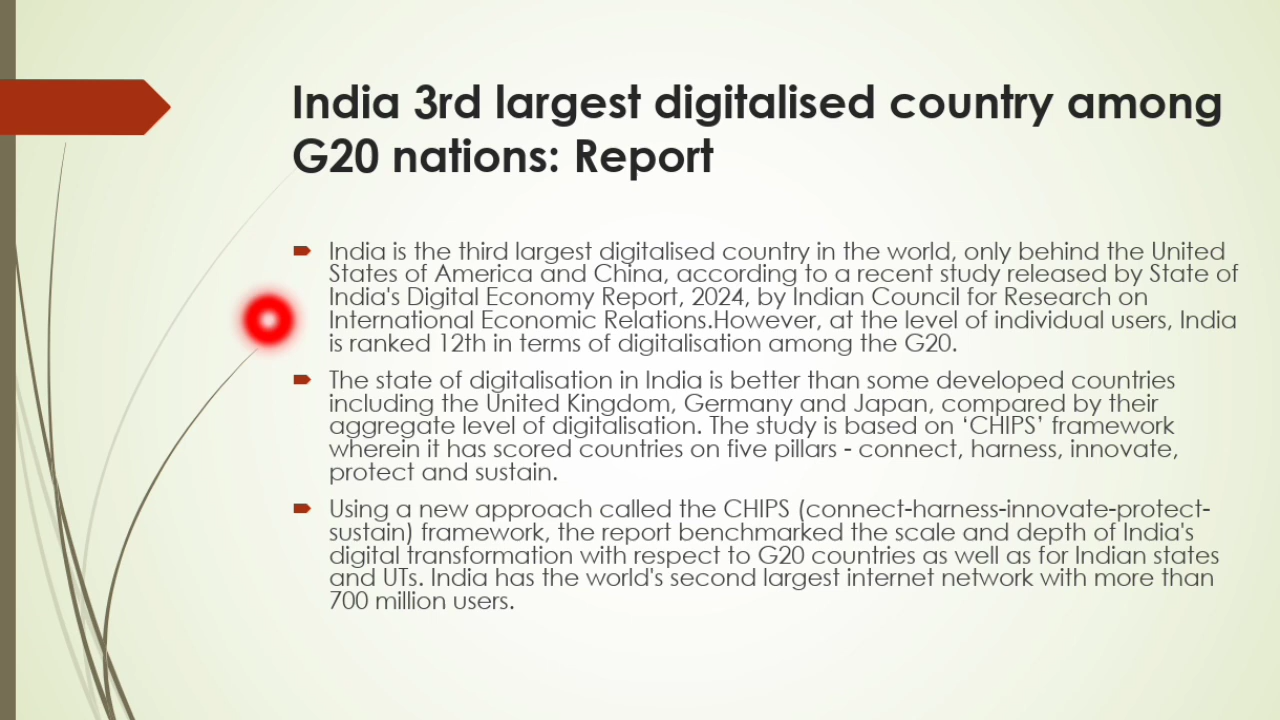 India 3rd largest digitalised country among
G20 nations: Report
India is the third largest digitalised country in the world, only behind the United
States of America and China, according to a recent study released by State of
India's Digital Economy Report, 2024, by Indian Council for Research on
International Economic Relations.However, at the level of individual users, India
is ranked 12th in terms of digitalisation among the G20.
The state of digitalisation in India is better than some developed countries
including the United Kingdom, Germany and Japan, compared by their
aggregate level of digitalisation. The study is based on ‘CHIPS’ framework
wherein it has scored countries on five pillars - connect, harness, innovate,
protect and sustain.
Using a new approach called the CHIPS (connect-harness-innovate-protect-
sustain) framework, the report benchmarked the scale and depth of India's
digital transformation with respect to G20 countries as well as for Indian states
and UTs. India has the world's second largest internet network with more than
700 million users.